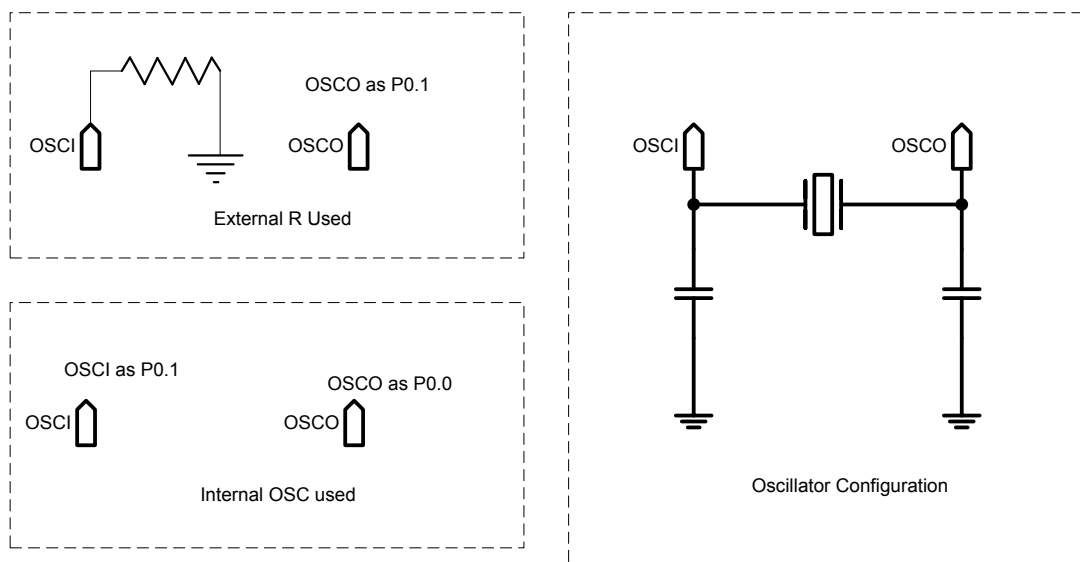 OSCO as P0.1
OSCI
OSCO
External R Used
OSCI as P0.1
OSCO as P0.0
OSCI
OSCO
Internal OSC used
OSCI
OSCO
Oscillator Configuration